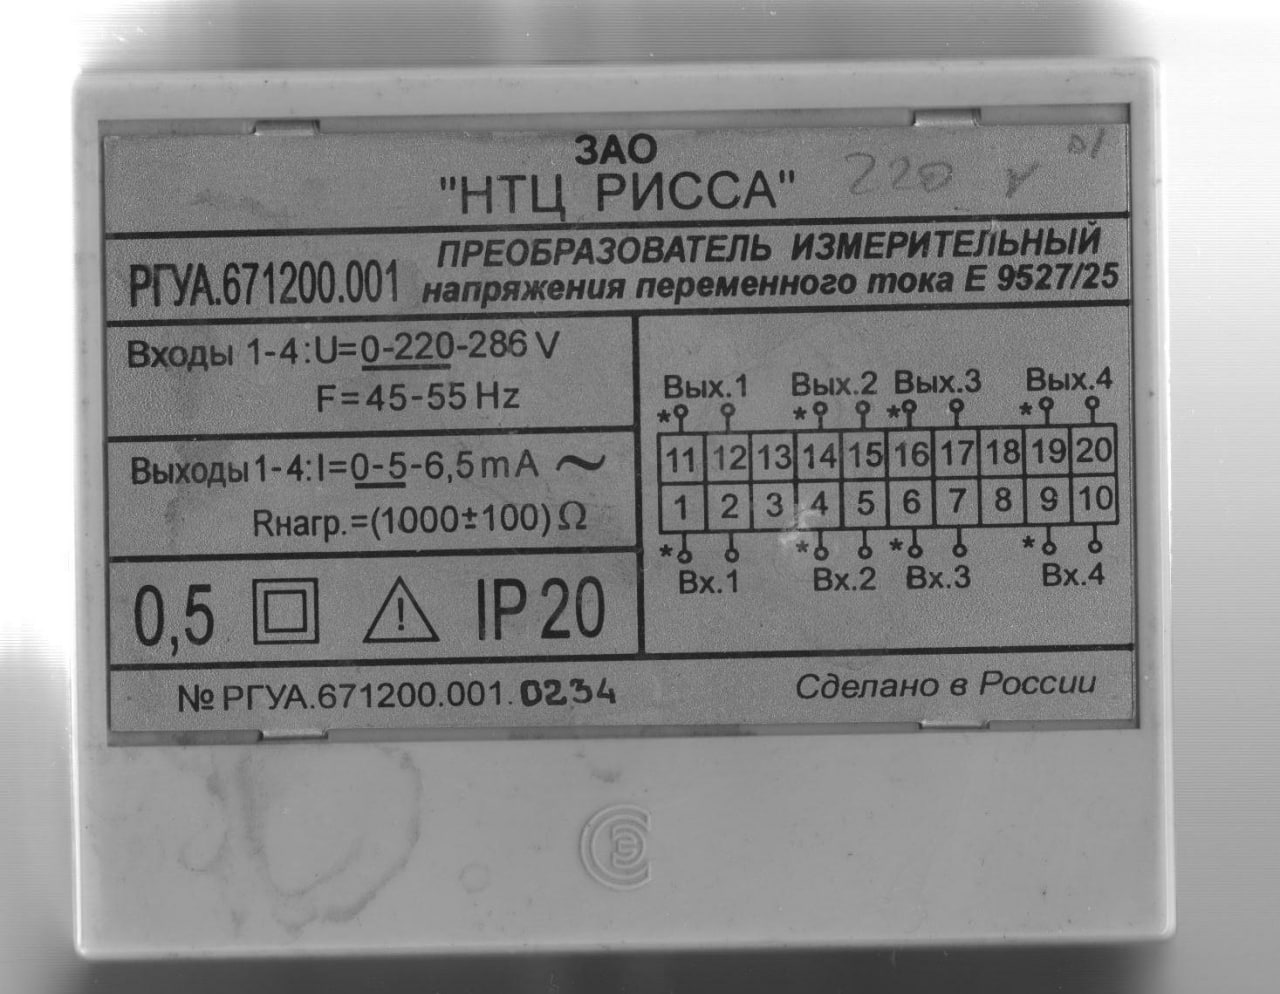 ЗАО
"НТЦ РИССА"
220 V
РГУА.671200.001
ПРЕОБРАЗОВАТЕЛЬ ИЗМЕРИТЕЛЬНЫЙ
напряжения переменного тока Е 9527/25
Входы 1-4:U=0-220-286 V
F=45-55 Hz
Выходы 1-4:I=0-5-6,5 mA ~
Rнагр.=(1000±100)Ω
0,5 IP 20
Вых.1 Вых.2 Вых.3 Вых.4
* * * *
11 12 13 14 15 16 17 18 19 20
1 2 3 4 5 6 7 8 9 10
* * * *
Вх.1 Вх.2 Вх.3 Вх.4
№ РГУА.671200.001.0234
Сделано в России